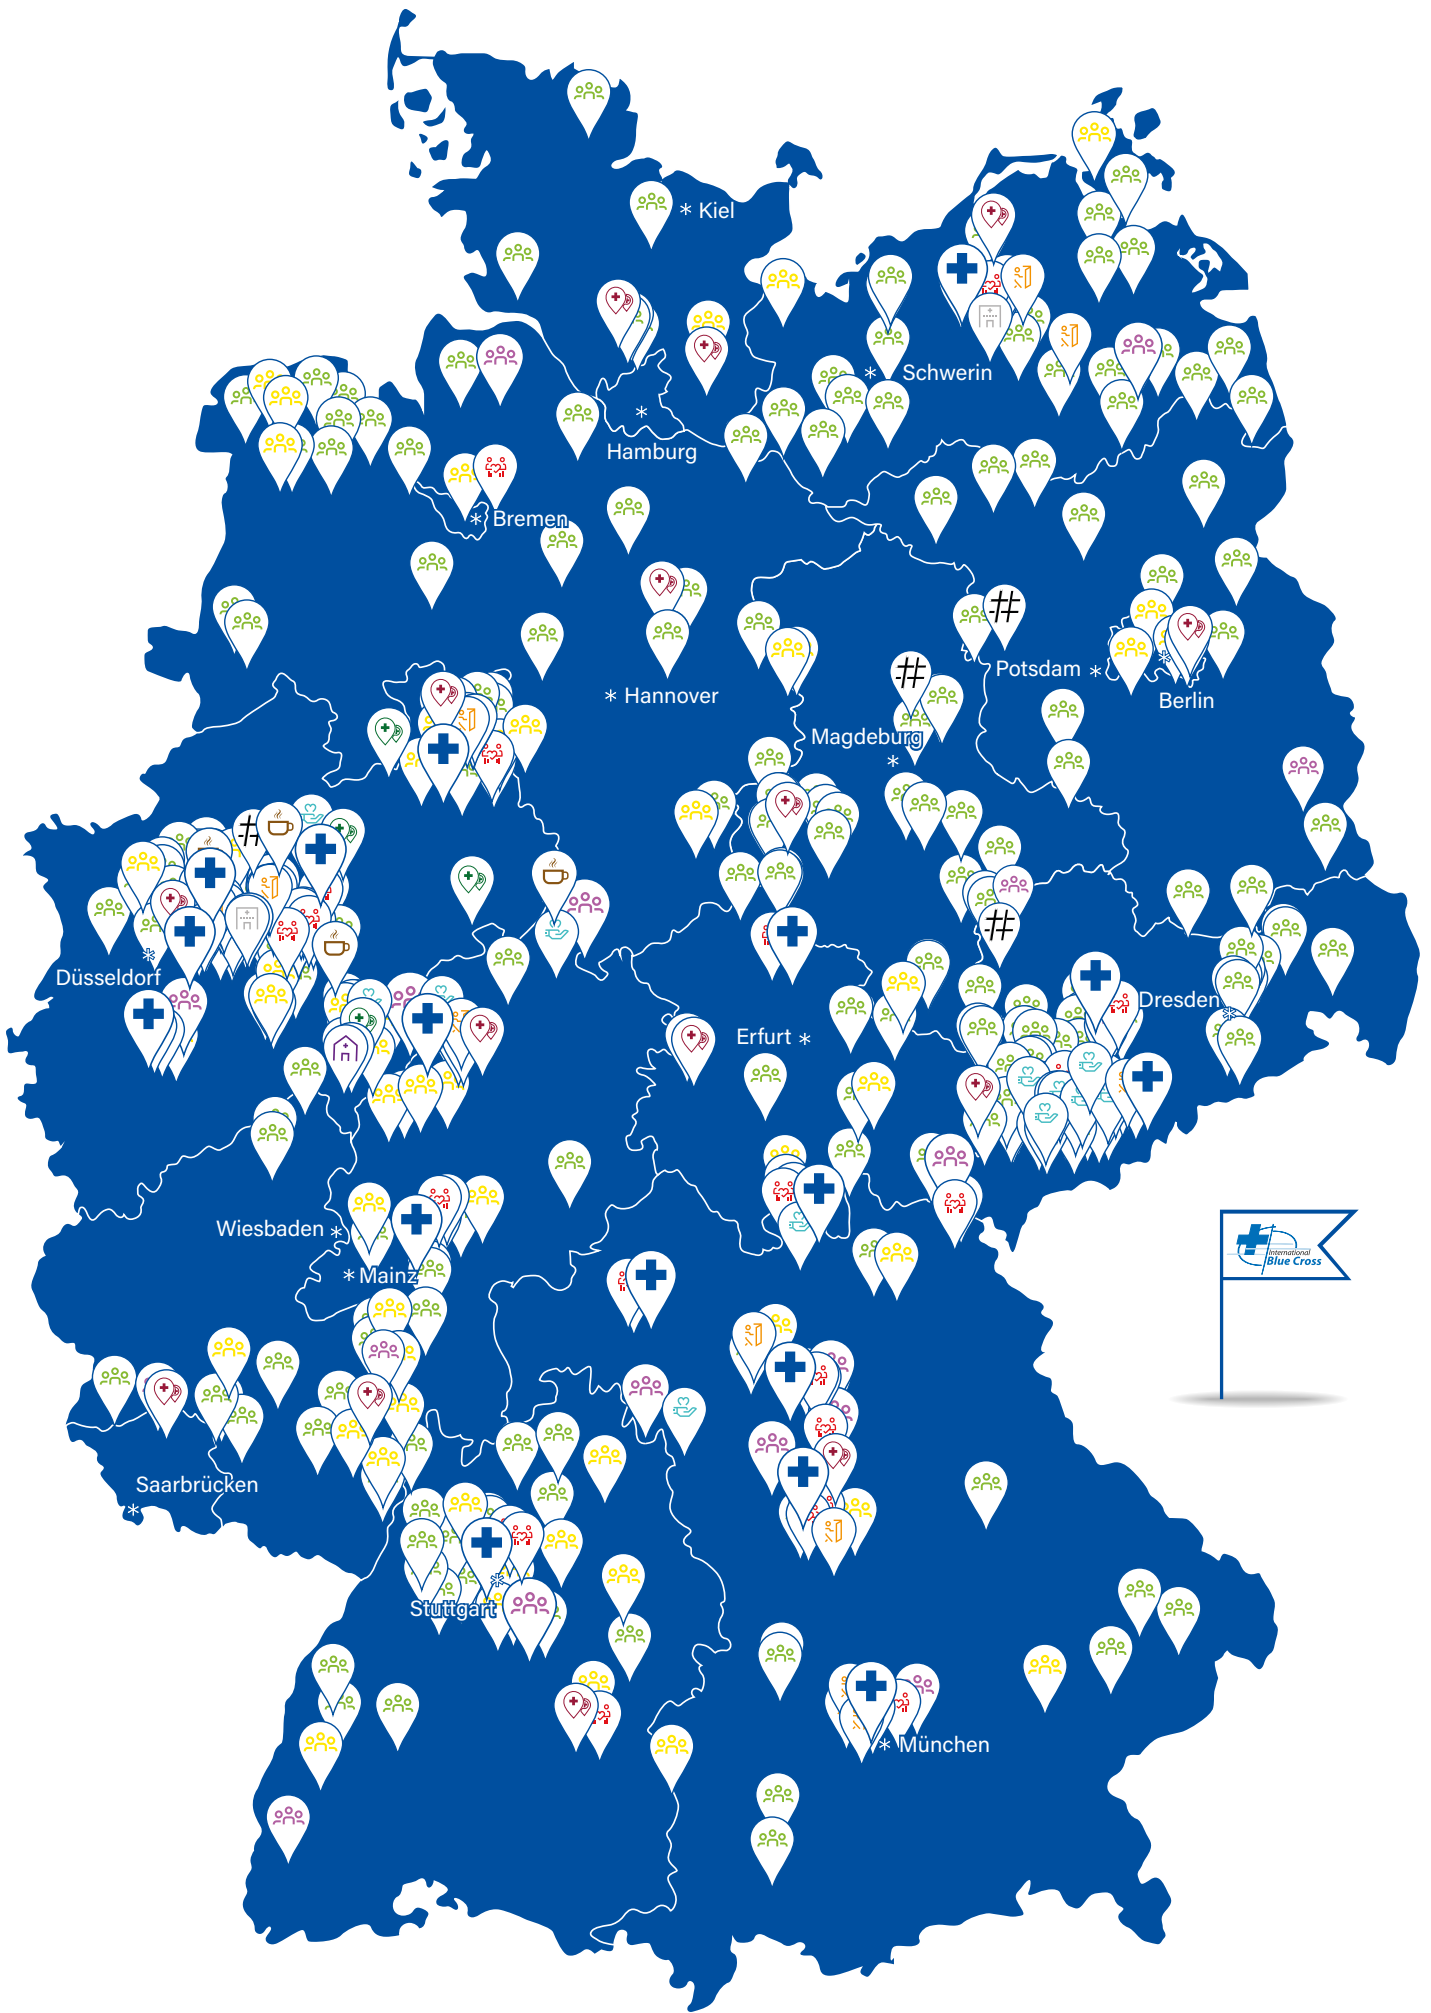 Kiel
Schwerin
Hamburg
Bremen
Hannover
Potsdam
Berlin
Magdeburg
Düsseldorf
Dresden
Erfurt
Wiesbaden
Mainz
International
Blue Cross
Saarbrücken
Stuttgart
München